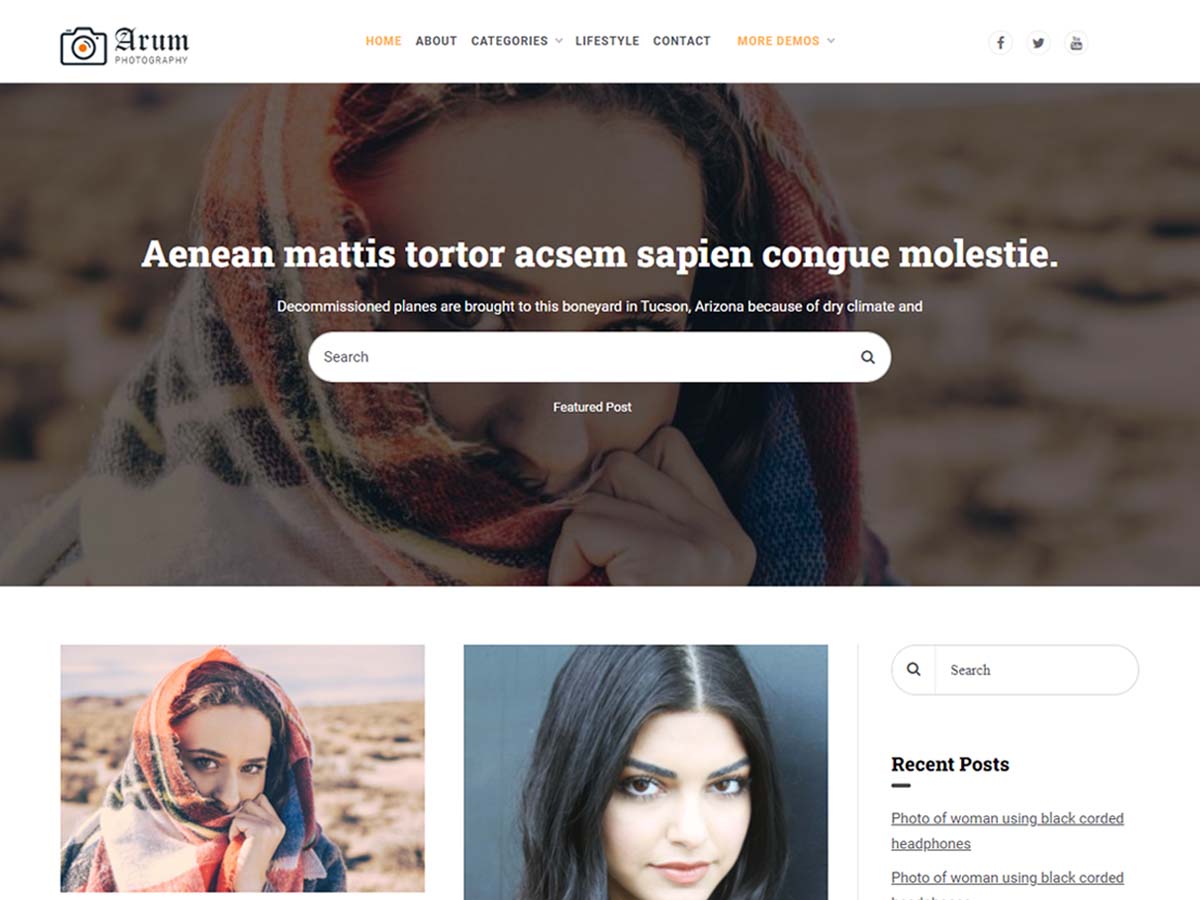 Arum
PHOTOGRAPHY
HOME ABOUT CATEGORIES LIFESTYLE CONTACT MORE DEMOS
You
Tube
Aenean mattis tortor acsem sapien congue molestie.
Decommissioned planes are brought to this boneyard in Tucson, Arizona because of dry climate and
Search
Featured Post
Search
Recent Posts
Photo of woman using black corded
headphones
Photo of woman using black corded